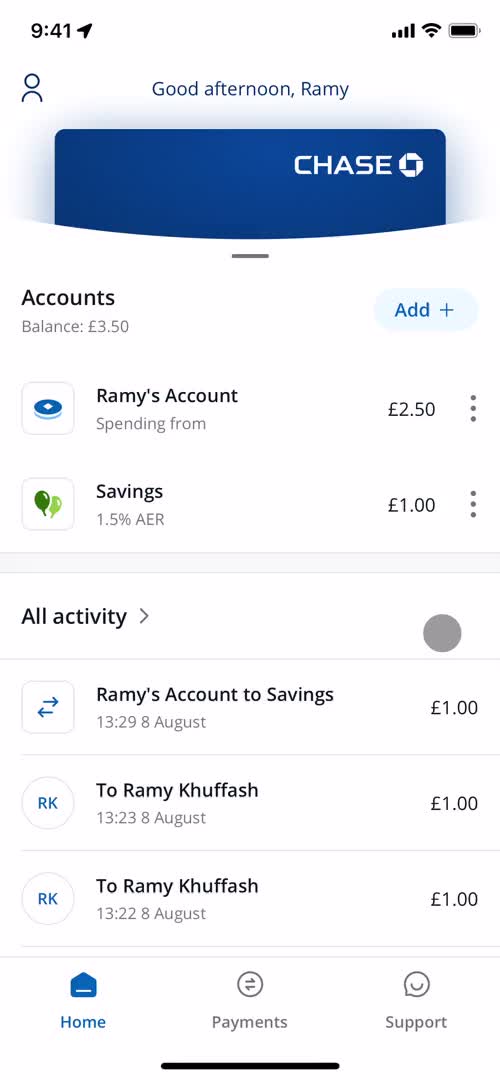 9:41
Good afternoon, Ramy
CHASE
Accounts
Balance: £3.50
Add +
Ramy's Account
Spending from
£2.50
Savings
1.5% AER
£1.00
All activity
Ramy's Account to Savings
13:29 8 August
£1.00
RK
To Ramy Khuffash
13:23 8 August
£1.00
RK
To Ramy Khuffash
13:22 8 August
£1.00
Home
Payments
Support